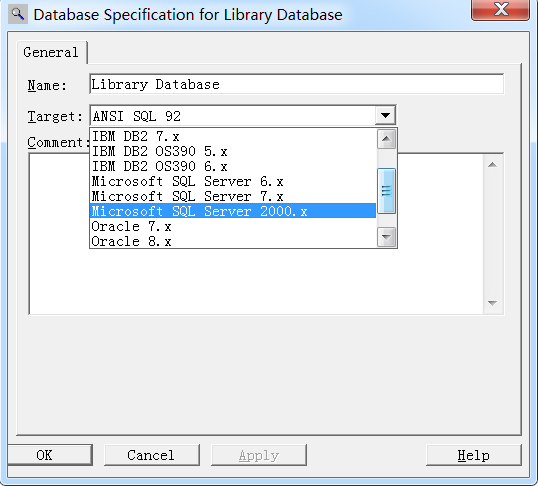 Database Specification for Library Database
General
Name: Library Database
Target: ANSI SQL 92
Comment:
IBM DB2 7.x
IBM DB2 OS390 5.x
IBM DB2 OS390 6.x
Microsoft SQL Server 6.x
Microsoft SQL Server 7.x
Microsoft SQL Server 2000.x
Oracle 7.x
Oracle 8.x
OK Cancel Apply Help